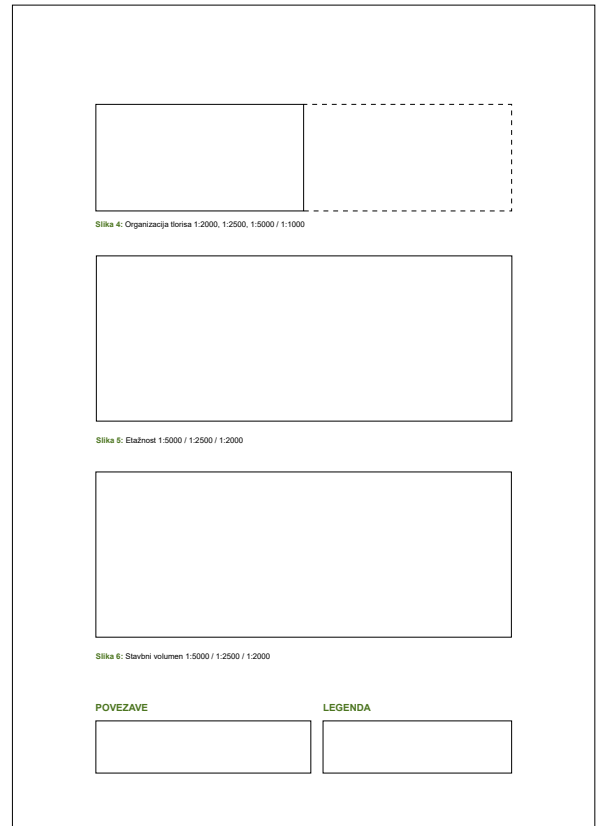 Slika 4: Organizacija tlorisa 1:2000, 1:2500, 1:5000 / 1:1000
Slika 5: Etažnost 1:5000 / 1:2500 / 1:2000
Slika 6: Stavbni volumen 1:5000 / 1:2500 / 1:2000
POVEZAVE
LEGENDA